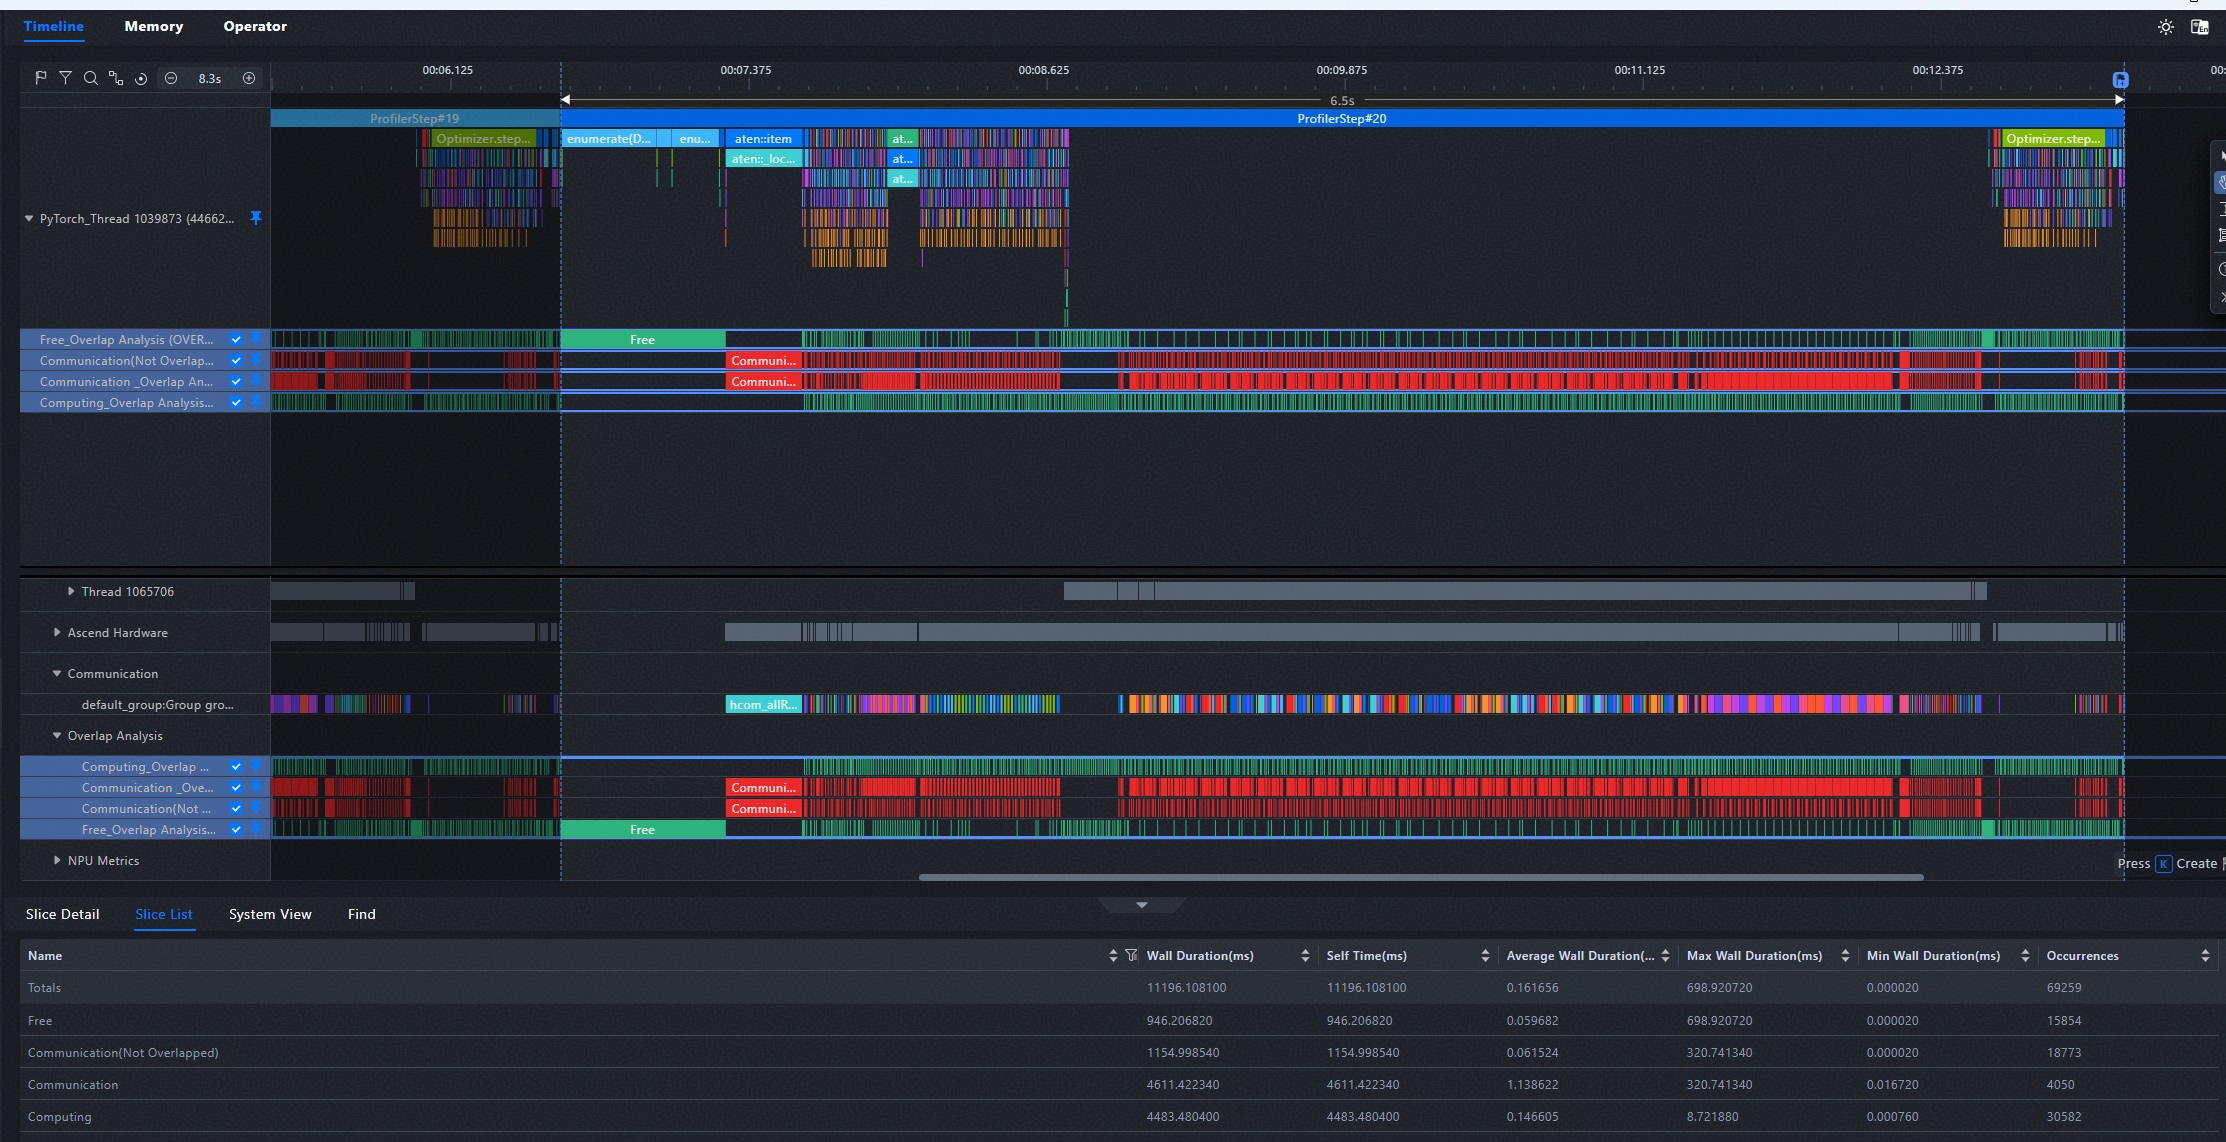 Timeline Memory Operator
8.3s 00:06.125 00:07.375 00:08.625 00:09.875 00:11.125 00:12.375
6.5s
ProfilerStep#19 ProfilerStep#20
Optimizer.step... enumerate(D... enu... aten::item at... Optimizer.step...
aten::_loc... at...
at...
PyTorch_Thread 1039873 (44662...
Free_Overlap Analysis (OVER... Free
Communication(Not Overlap... Communi...
Communication _Overlap An... Communi...
Computing_Overlap Analysis...
Thread 1065706
Ascend Hardware
Communication
default_group:Group gro... hcom_allR...
Overlap Analysis
Computing_Overlap ...
Communication _Ove... Communi...
Communication(Not ... Communi...
Free_Overlap Analysis... Free
NPU Metrics
Press K Create
Slice Detail Slice List System View Find
Name Wall Duration(ms) Self Time(ms) Average Wall Duration(... Max Wall Duration(ms) Min Wall Duration(ms) Occurrences
Totals 11196.108100 11196.108100 0.161656 698.920720 0.000020 69259
Free 946.206820 946.206820 0.059682 698.920720 0.000020 15854
Communication(Not Overlapped) 1154.998540 1154.998540 0.061524 320.741340 0.000020 18773
Communication 4611.422340 4611.422340 1.138622 320.741340 0.016720 4050
Computing 4483.480400 4483.480400 0.146605 8.721880 0.000760 30582